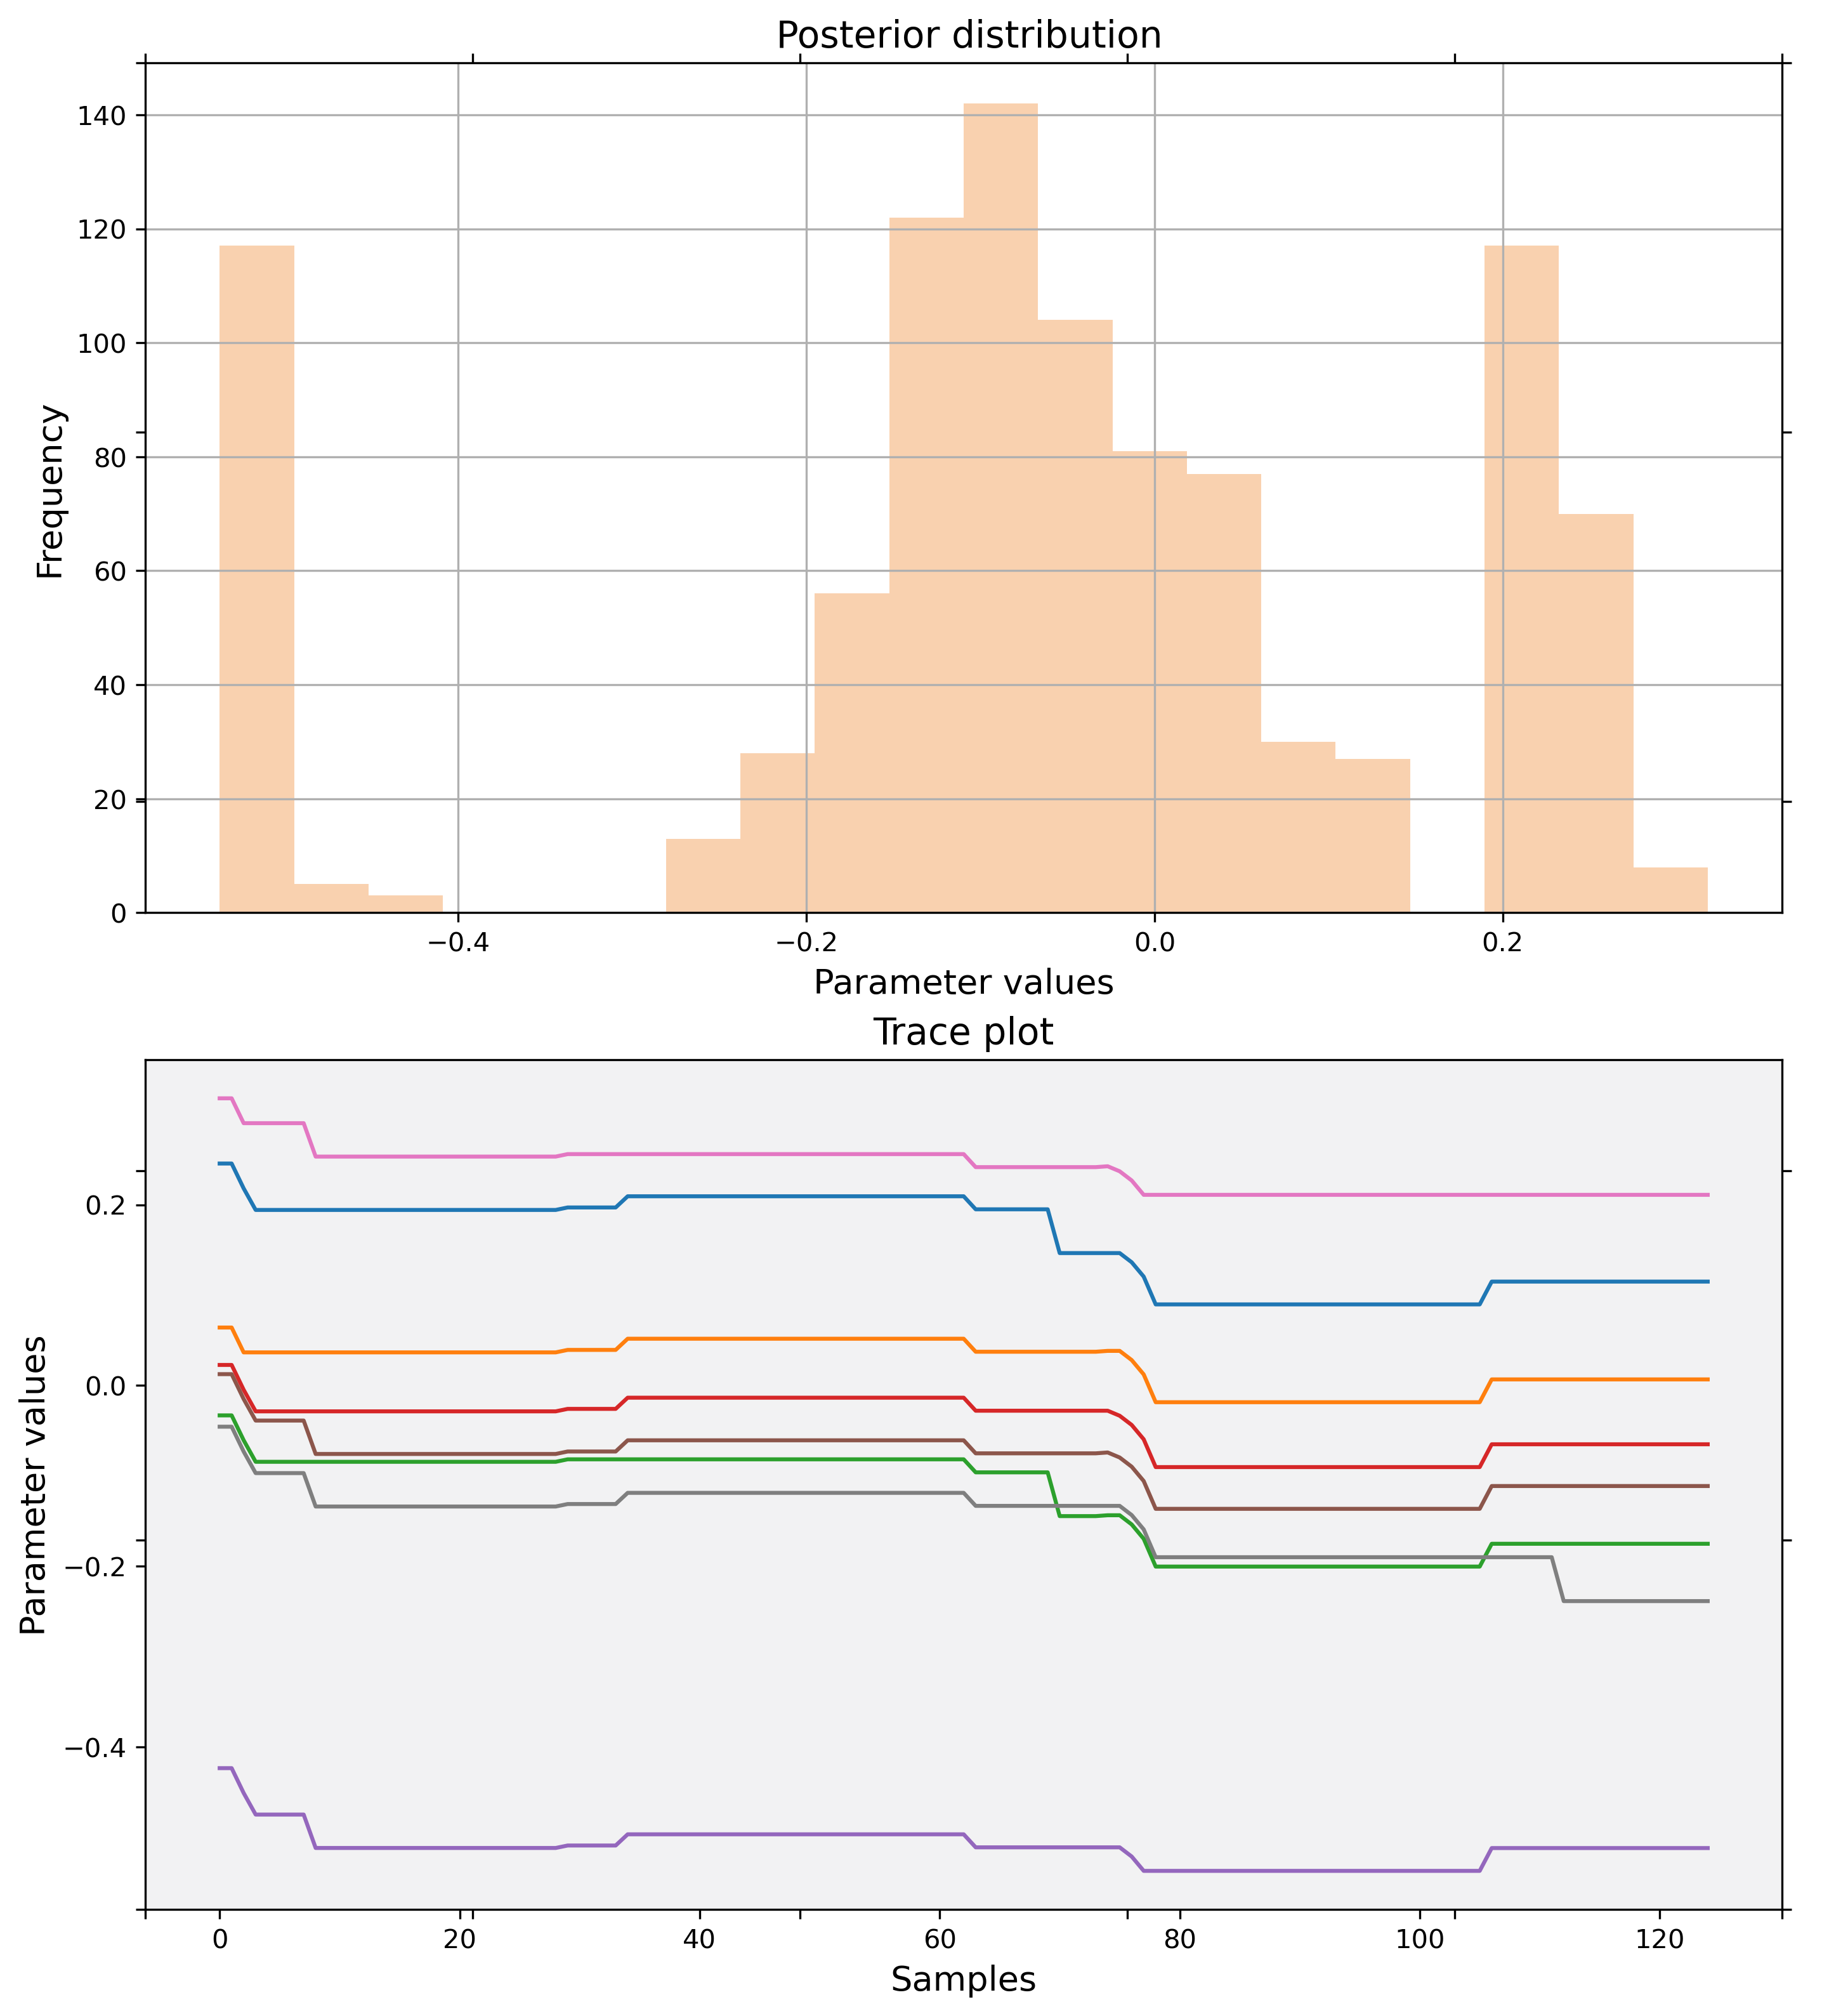 Posterior distribution
140
120
100
80
60
40
20
0
Frequency
−0.4 −0.2 0.0 0.2
Parameter values
Trace plot
0.2
0.0
−0.2
−0.4
Parameter values
0 20 40 60 80 100 120
Samples